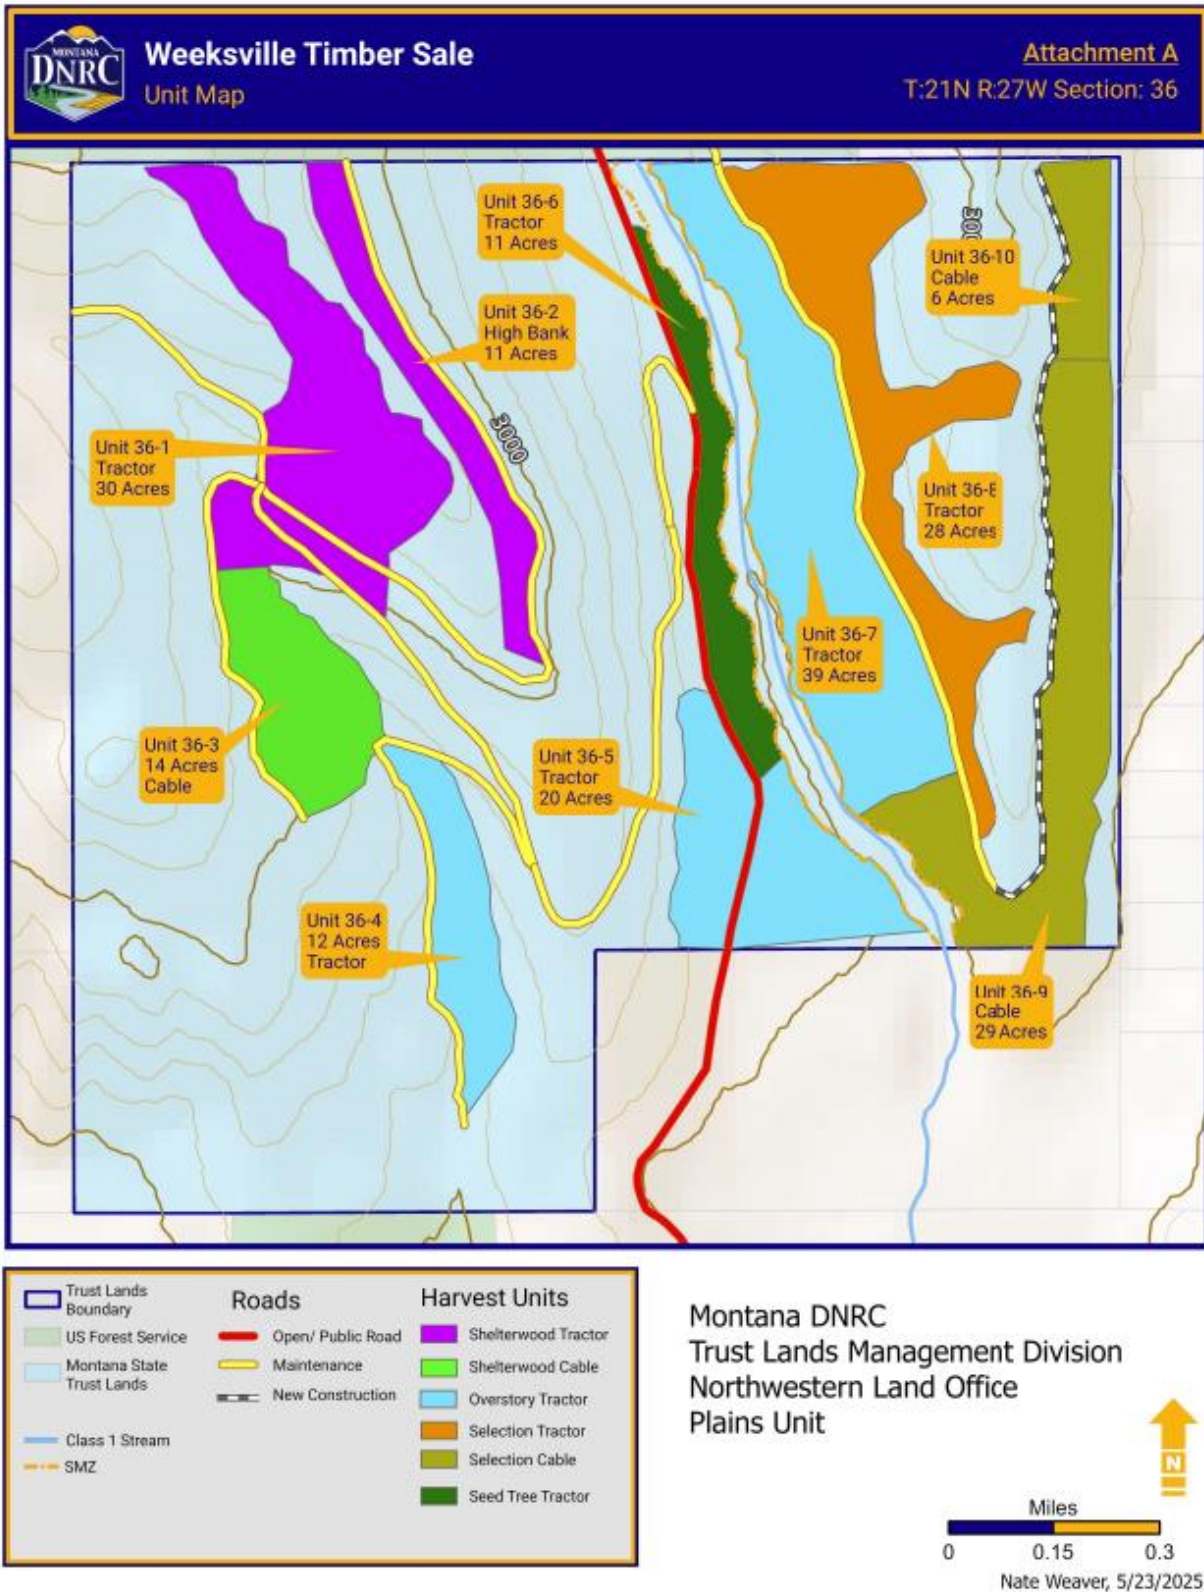 MONTANA
DNRC
Weeksville Timber Sale
Unit Map
Attachment A
T:21N R:27W Section: 36
Unit 36-6
Tractor
11 Acres
Unit 36-2
High Bank
11 Acres
Unit 36-10
Cable
6 Acres
3000
Unit 36-1
Tractor
30 Acres
Tractor
28 Acres
Unit 36-7
Tractor
39 Acres
Unit 36-3
14 Acres
Cable
Unit 36-5
Tractor
20 Acres
Unit 36-4
12 Acres
Tractor
Unit 36-9
Cable
29 Acres
Trust Lands
Boundary
US Forest Service
Montana State
Trust Lands
Class 1 Stream
SMZ
Roads
Open/ Public Road
Maintenance
New Construction
Harvest Units
Shelterwood Tractor
Shelterwood Cable
Overstory Tractor
Selection Tractor
Selection Cable
Seed Tree Tractor
Montana DNRC
Trust Lands Management Division
Northwestern Land Office
Plains Unit
N
Miles
0 0.15 0.3
Nate Weaver, 5/23/2025